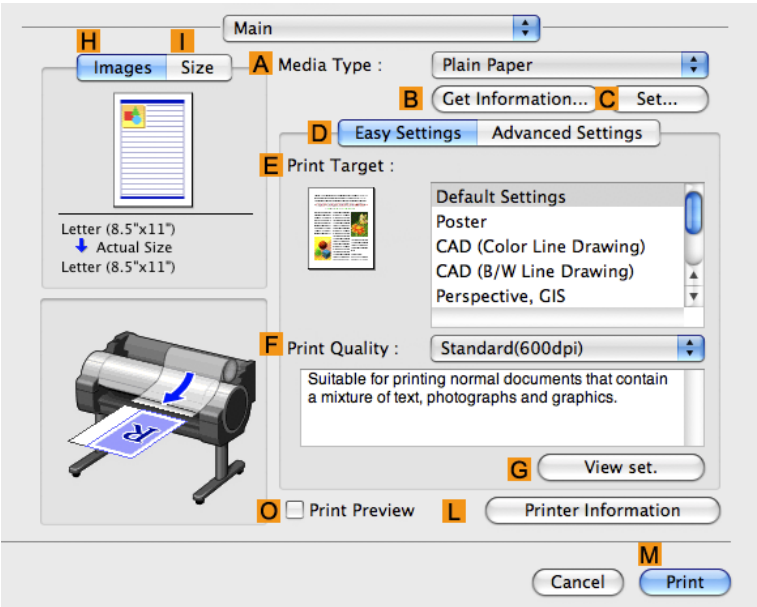 Main
H
I
Images Size
A Media Type : Plain Paper
B Get Information... C Set...
D Easy Settings Advanced Settings
E Print Target :
Default Settings
Poster
CAD (Color Line Drawing)
CAD (B/W Line Drawing)
Perspective, GIS
Letter (8.5"x11")
Actual Size
Letter (8.5"x11")
F Print Quality : Standard(600dpi)
Suitable for printing normal documents that contain
a mixture of text, photographs and graphics.
R
G View set.
O Print Preview L Printer Information
M
Cancel Print